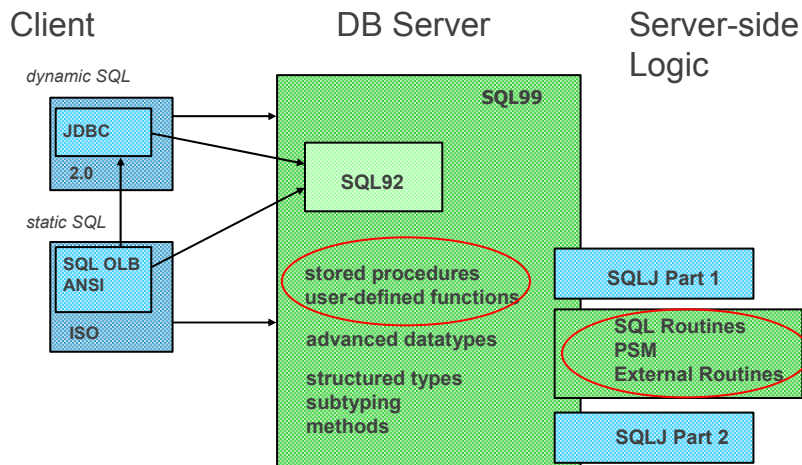 Client
DB Server
Server-side
Logic
dynamic SQL
JDBC
2.0
static SQL
SQL OLB
ANSI
ISO
SQL99
SQL92
stored procedures
user-defined functions
advanced datatypes
structured types
subtyping
methods
SQLJ Part 1
SQL Routines
PSM
External Routines
SQLJ Part 2